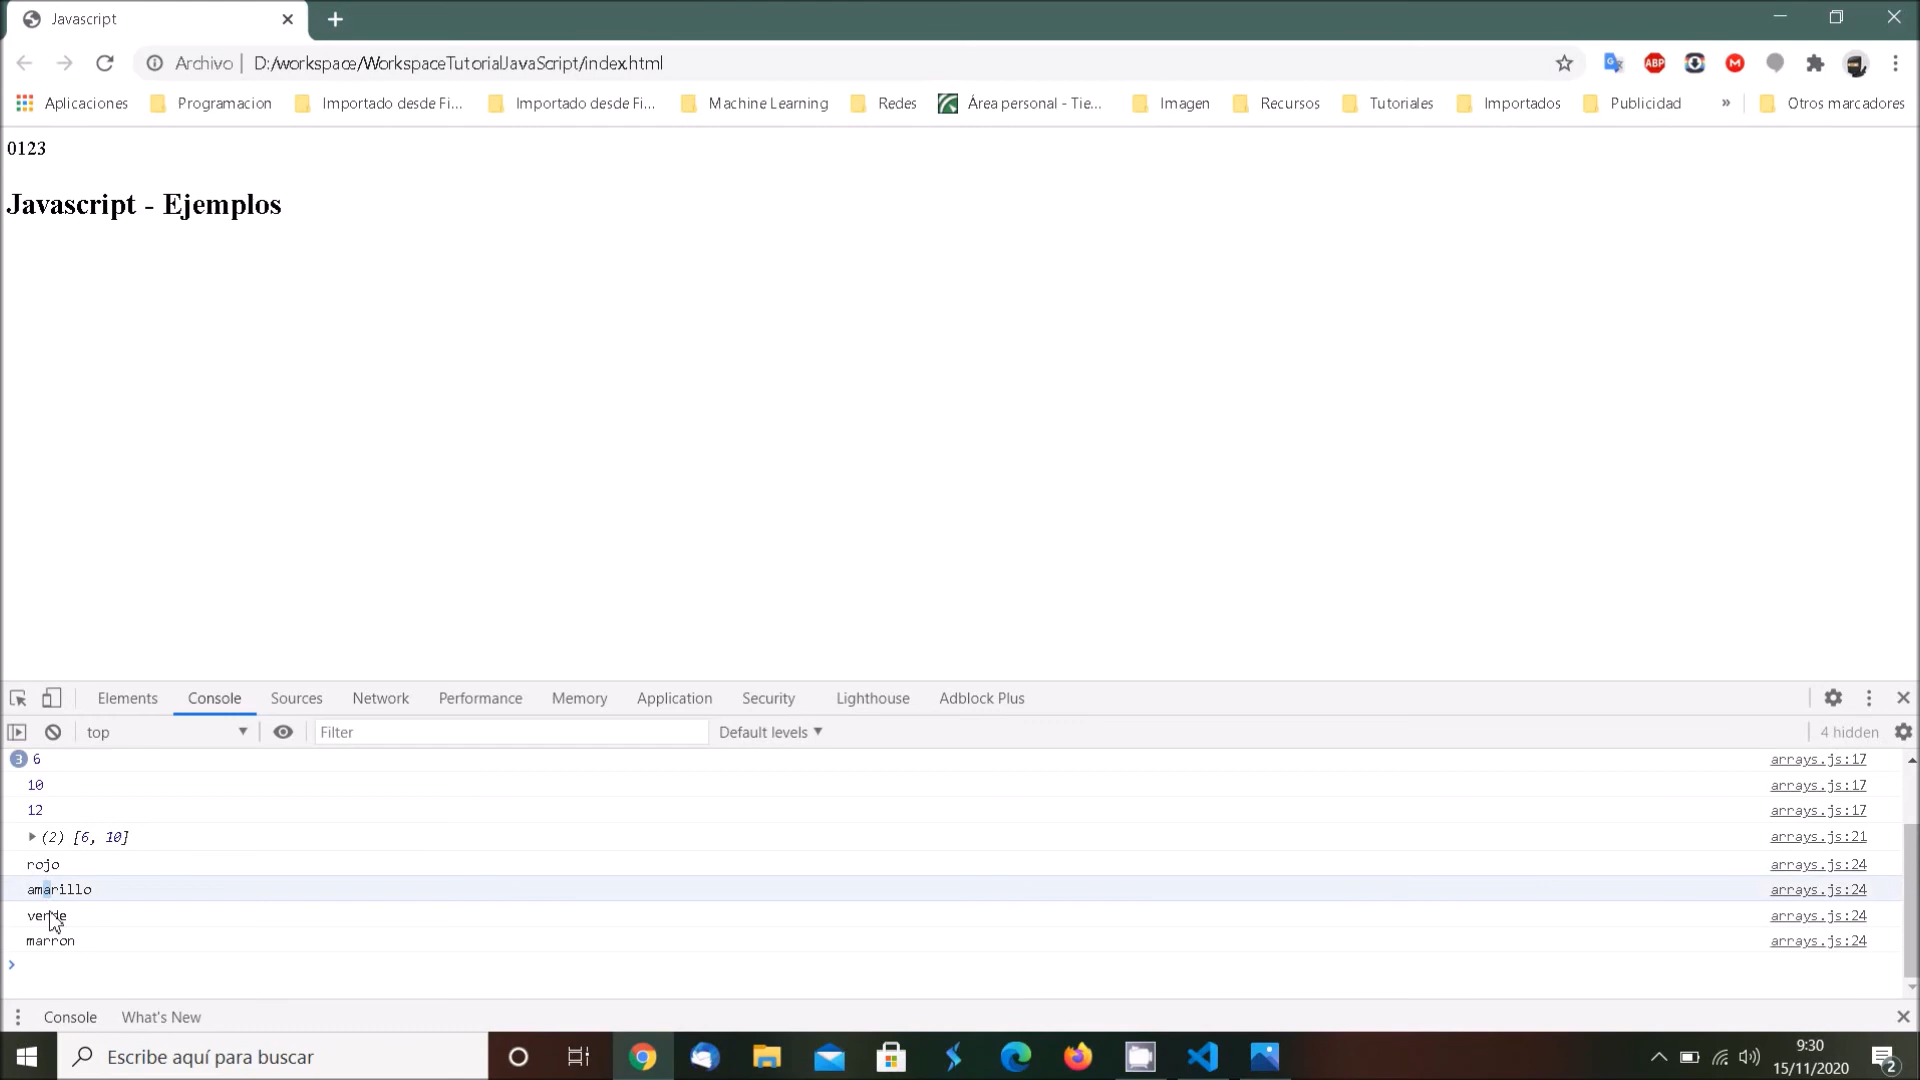 Javascript
Archivo | D:/workspace/WorkspaceTutorialJavaScript/index.html
ABP
M
Aplicaciones Programacion Importado desde Fi... Importado desde Fi... Machine Learning Redes Área personal - Tie... Imagen Recursos Tutoriales Importados Publicidad » Otros marcadores
0123
Javascript - Ejemplos
Elements Console Sources Network Performance Memory Application Security Lighthouse Adblock Plus
top Filter Default levels 4 hidden
3 6 arrays.js:17
10 arrays.js:17
12 arrays.js:17
(2) [6, 10] arrays.js:21
rojo arrays.js:24
amarillo arrays.js:24
verde arrays.js:24
marron arrays.js:24
Console What's New
Escribe aquí para buscar
9:30
15/11/2020
2